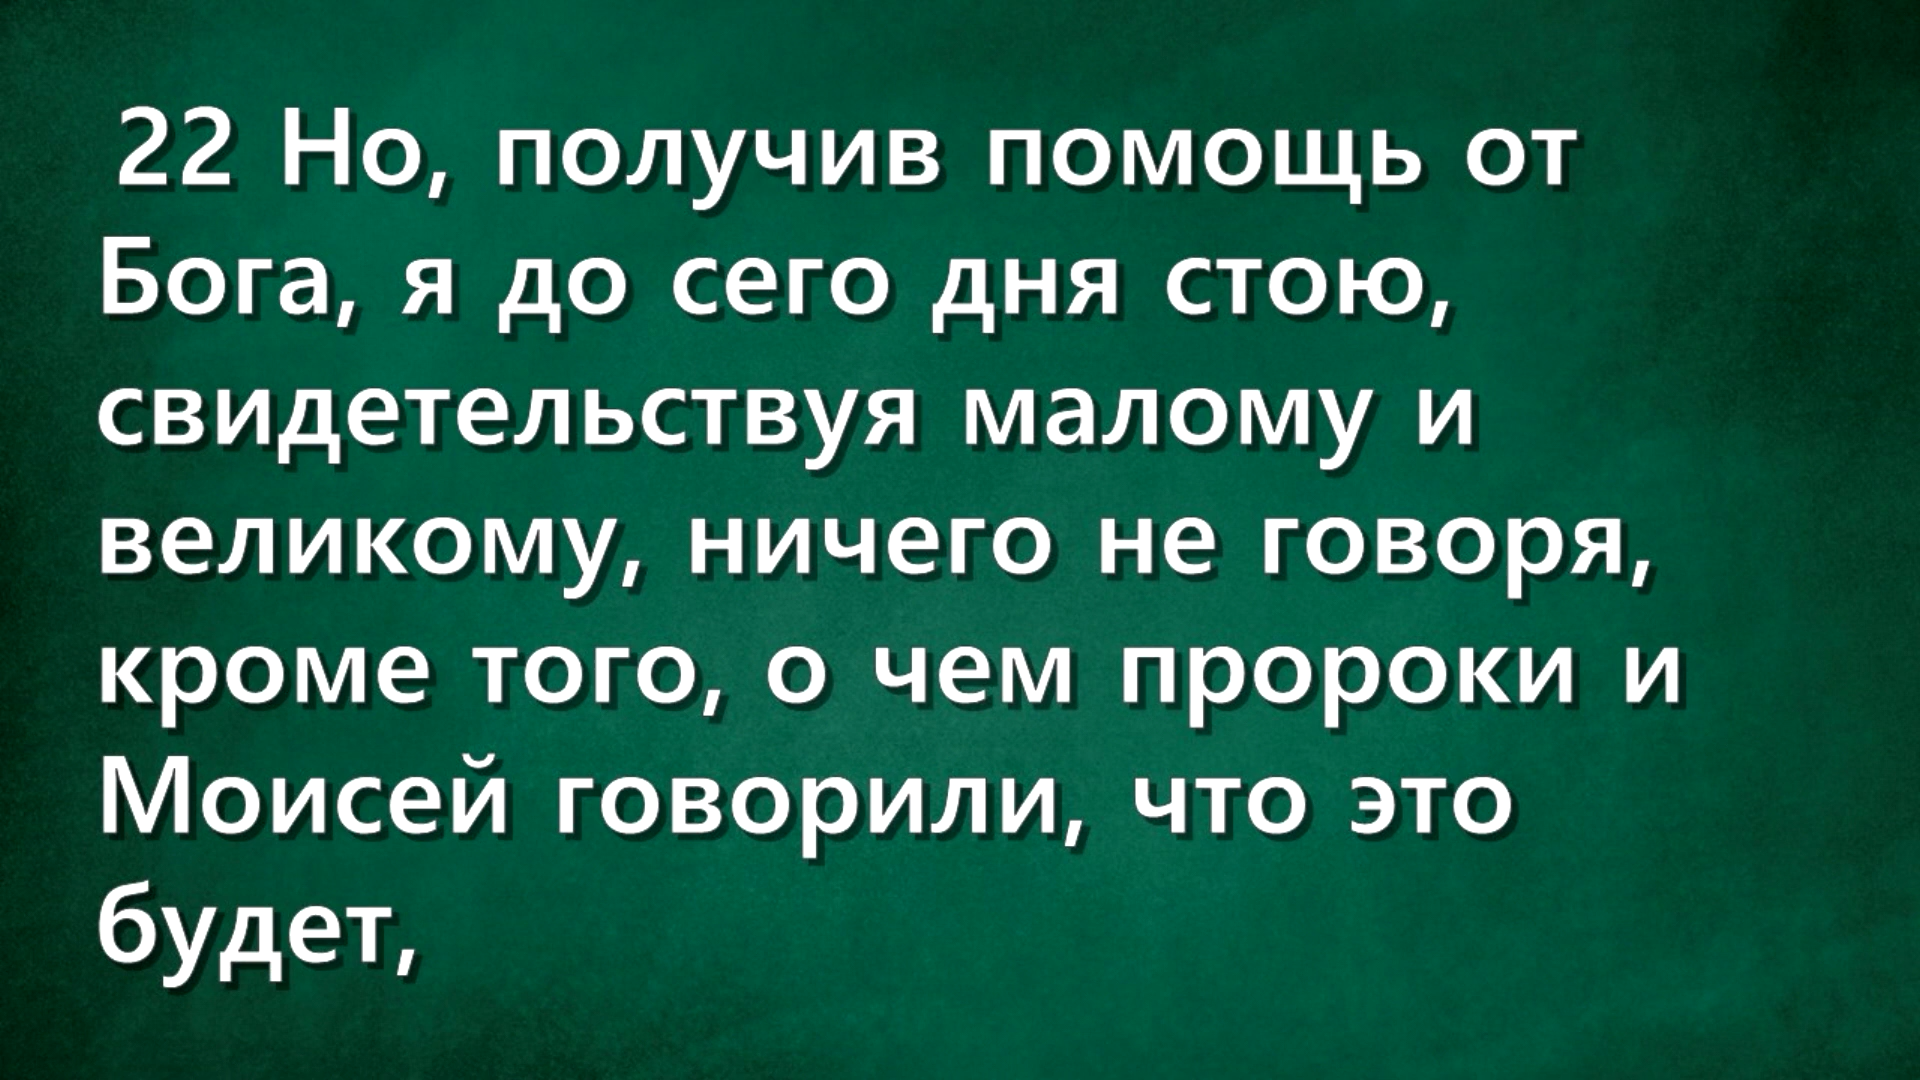 22 Но, получив помощь от
Бога, я до сего дня стою,
свидетельствуя малому и
великому, ничего не говоря,
кроме того, о чем пророки и
Моисей говорили, что это
будет,